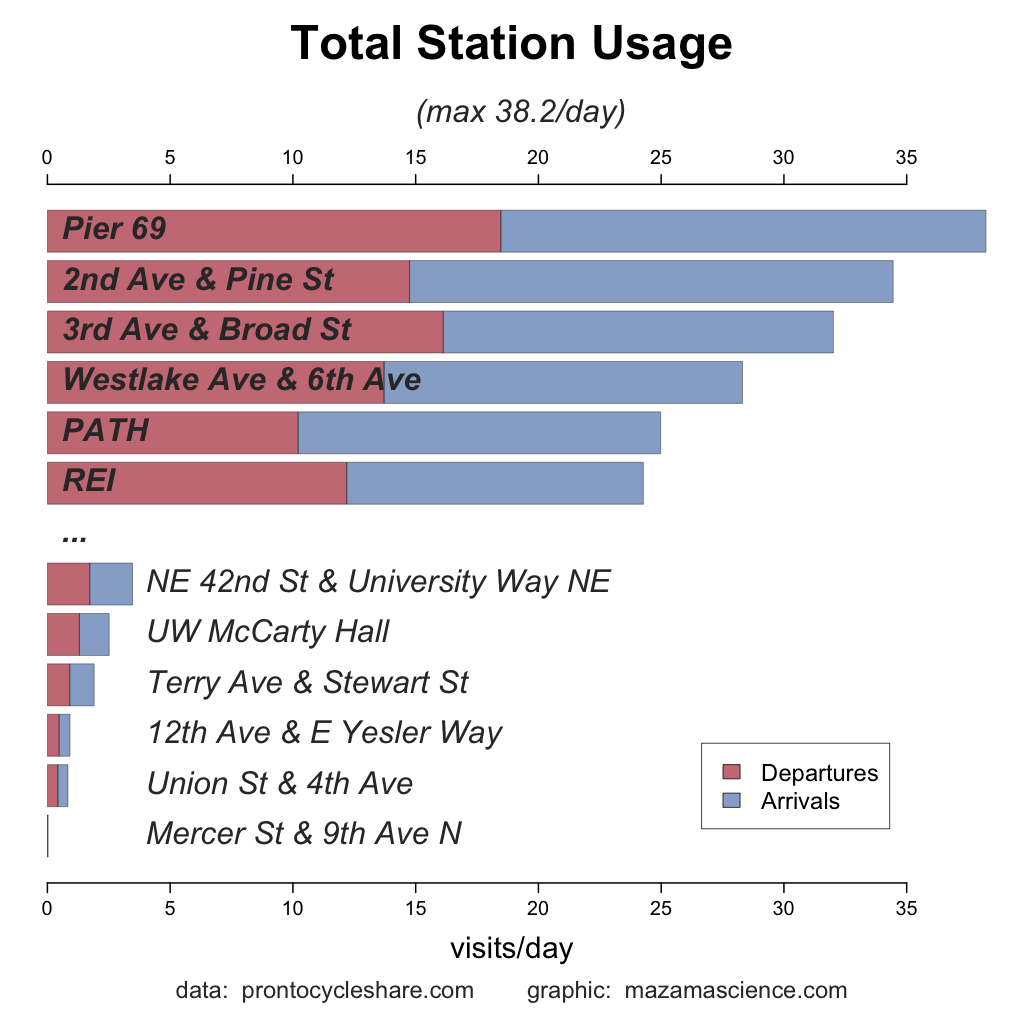 Total Station Usage
(max 38.2/day)
0 5 10 15 20 25 30 35
Pier 69
2nd Ave & Pine St
3rd Ave & Broad St
Westlake Ave & 6th Ave
PATH
REI
...
NE 42nd St & University Way NE
UW McCarty Hall
Terry Ave & Stewart St
12th Ave & E Yesler Way
Union St & 4th Ave
Mercer St & 9th Ave N
Departures
Arrivals
0 5 10 15 20 25 30 35
visits/day
data: prontocycleshare.com graphic: mazamascience.com